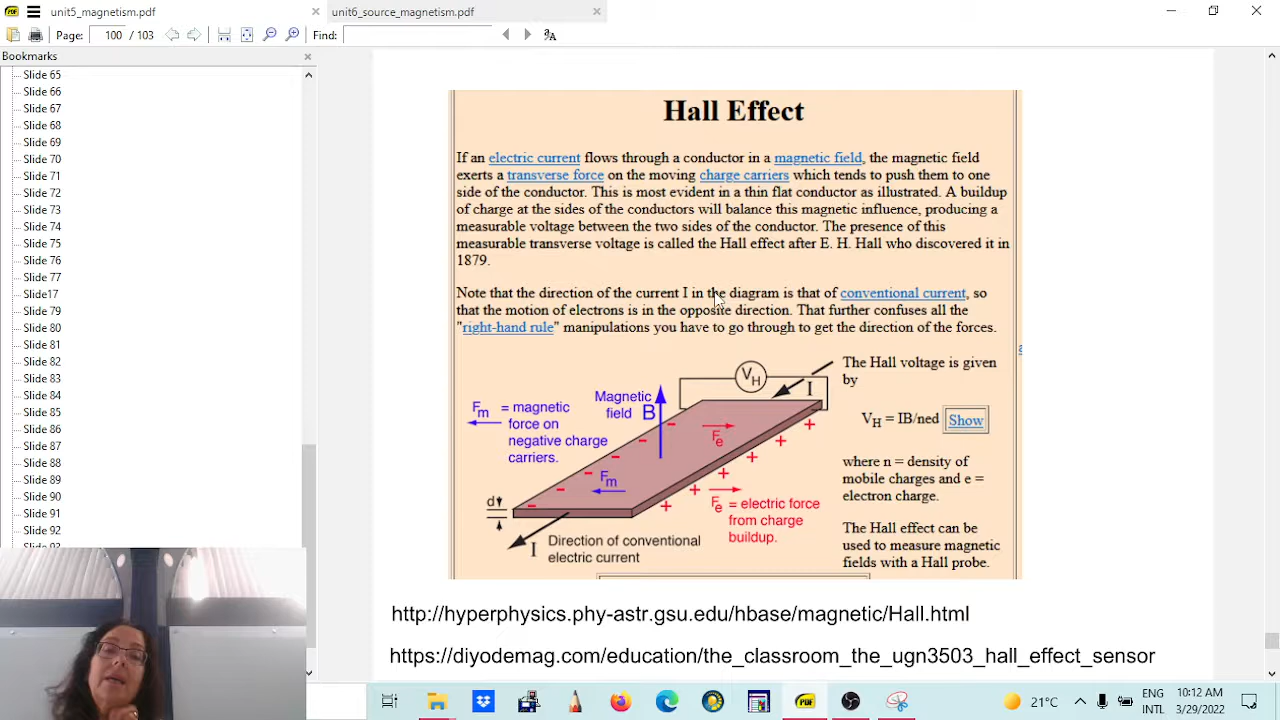 unit5_magnetism.pdf
unit6_source_magnetism.pdf
Page: 100 / 103
Find:
Bookmarks
Slide 65
Slide 66
Slide 67
Slide 68
Slide 69
Slide 70
Slide 71
Slide 72
Slide 73
Slide 74
Slide 75
Slide 76
Slide 77
Slide17
Slide 79
Slide 80
Slide 81
Slide 82
Slide 83
Slide 84
Slide 85
Slide 86
Slide 87
Slide 88
Slide 89
Slide 90
Slide 91
Slide 92
Hall Effect
If an electric current flows through a conductor in a magnetic field, the magnetic field
exerts a transverse force on the moving charge carriers which tends to push them to one
side of the conductor. This is most evident in a thin flat conductor as illustrated. A buildup
of charge at the sides of the conductors will balance this magnetic influence, producing a
measurable voltage between the two sides of the conductor. The presence of this
measurable transverse voltage is called the Hall effect after E. H. Hall who discovered it in
1879.
Note that the direction of the current I in the diagram is that of conventional current, so
that the motion of electrons is in the opposite direction. That further confuses all the
"right-hand rule" manipulations you have to go through to get the direction of the forces.
Fm = magnetic
force on
negative charge
carriers.
Magnetic
field B
VH
I
Fe
Fm
d
Fe = electric force
from charge
buildup.
I
Direction of conventional
electric current
The Hall voltage is given
by
VH = IB/ned Show
where n = density of
mobile charges and e =
electron charge.
The Hall effect can be
used to measure magnetic
fields with a Hall probe.
http://hyperphysics.phy-astr.gsu.edu/hbase/magnetic/Hall.html
https://diyodemag.com/education/the_classroom_the_ugn3503_hall_effect_sensor
PDF
21°C
ENG
INTL
10:12 AM
3/29/2022